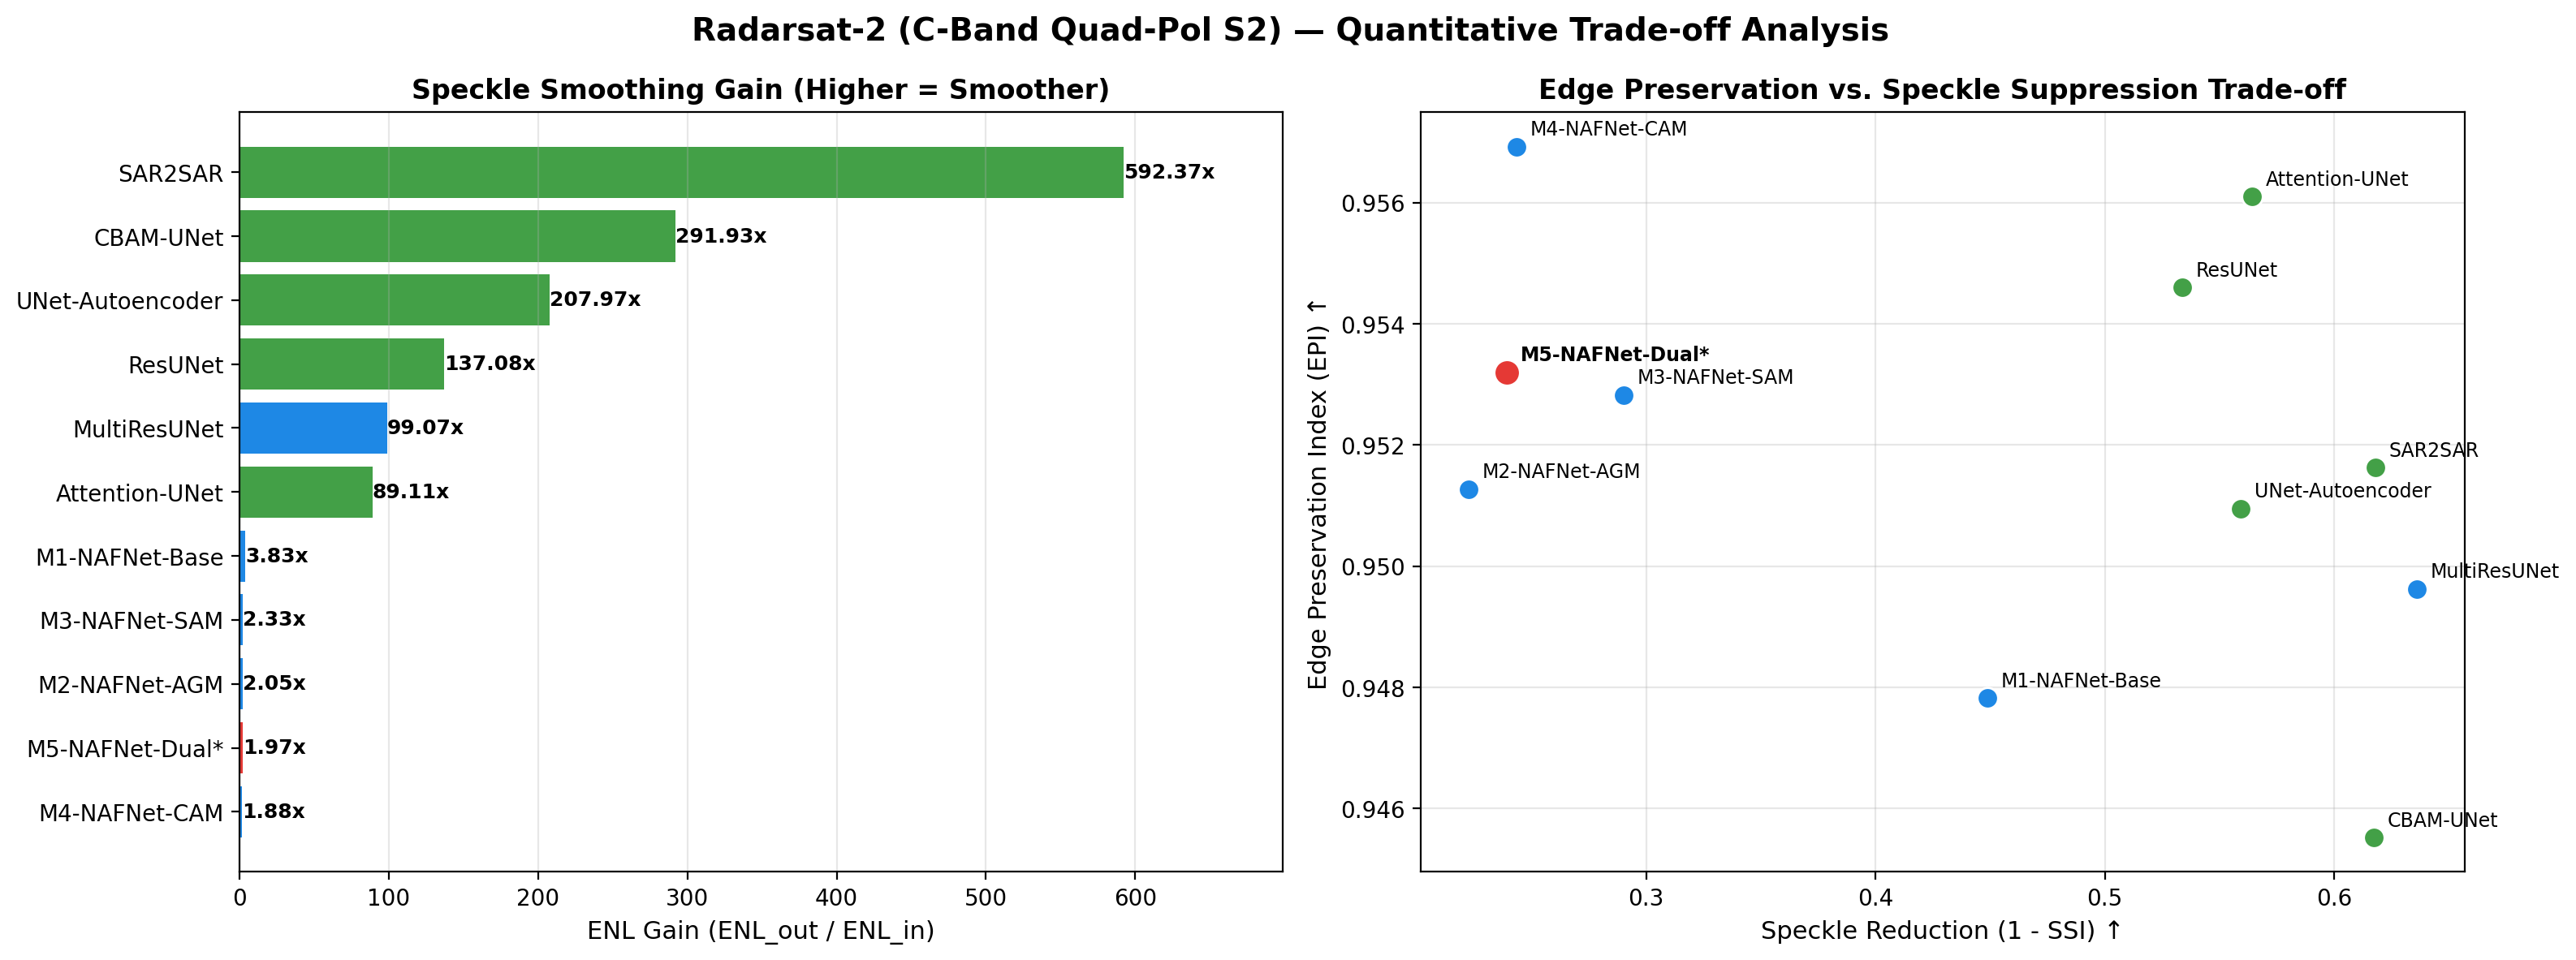 Radarsat-2 (C-Band Quad-Pol S2) — Quantitative Trade-off Analysis
Speckle Smoothing Gain (Higher = Smoother)
SAR2SAR
592.37x
CBAM-UNet
291.93x
UNet-Autoencoder
207.97x
ResUNet
137.08x
MultiResUNet
99.07x
Attention-UNet
89.11x
M1-NAFNet-Base
3.83x
M3-NAFNet-SAM
2.33x
M2-NAFNet-AGM
2.05x
M5-NAFNet-Dual*
1.97x
M4-NAFNet-CAM
1.88x
0 100 200 300 400 500 600
ENL Gain (ENL_out / ENL_in)
Edge Preservation vs. Speckle Suppression Trade-off
Edge Preservation Index (EPI) ↑
0.956
0.954
0.952
0.950
0.948
0.946
M4-NAFNet-CAM
Attention-UNet
ResUNet
M5-NAFNet-Dual*
M3-NAFNet-SAM
SAR2SAR
M2-NAFNet-AGM
UNet-Autoencoder
MultiResUNet
M1-NAFNet-Base
CBAM-UNet
0.3 0.4 0.5 0.6
Speckle Reduction (1 - SSI) ↑